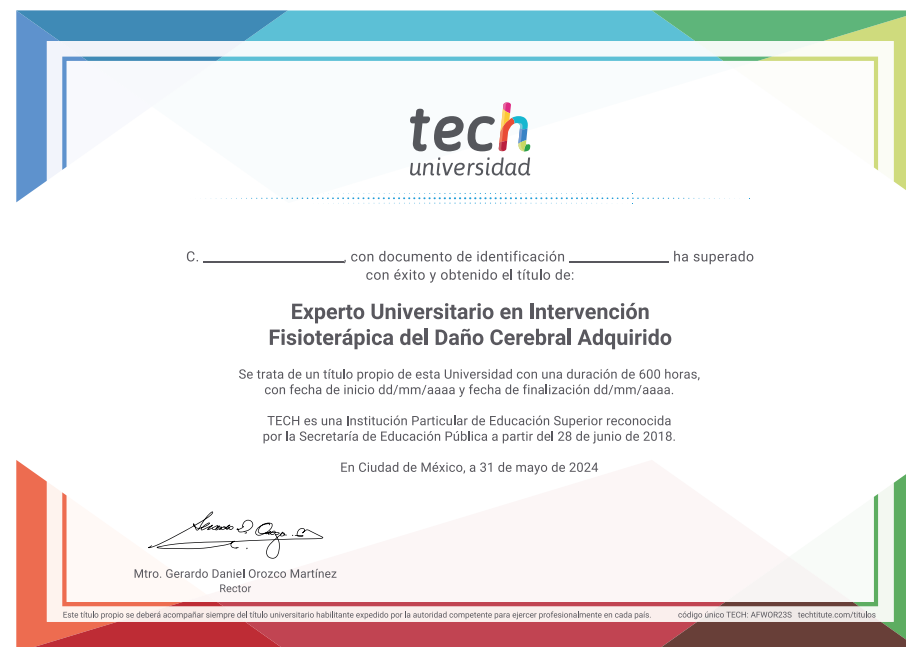 tech
universidad
C. ____________________, con documento de identificación ______________ ha superado
con éxito y obtenido el título de:
Experto Universitario en Intervención
Fisioterápica del Daño Cerebral Adquirido
Se trata de un título propio de esta Universidad con una duración de 600 horas,
con fecha de inicio dd/mm/aaaa y fecha de finalización dd/mm/aaaa.
TECH es una Institución Particular de Educación Superior reconocida
por la Secretaría de Educación Pública a partir del 28 de junio de 2018.
En Ciudad de México, a 31 de mayo de 2024
Mtro. Gerardo Daniel Orozco Martínez
Rector
Este título propio se deberá acompañar siempre del título universitario habilitante expedido por la autoridad competente para ejercer profesionalmente en cada país. código único TECH: AFWOR23S techtitute.com/titulos